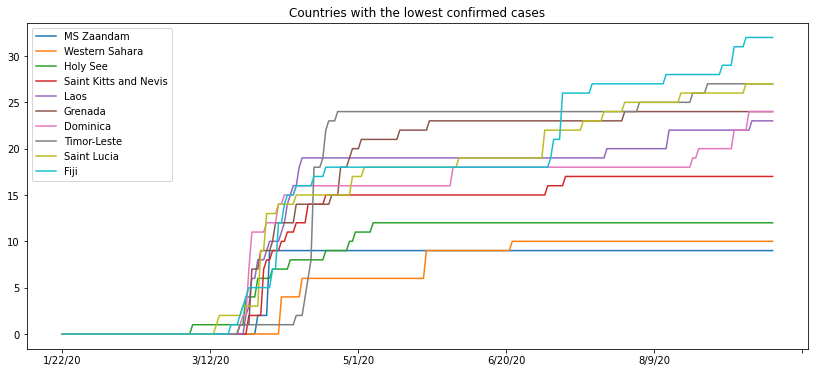 Countries with the lowest confirmed cases
MS Zaandam
Western Sahara
Holy See
Saint Kitts and Nevis
Laos
Grenada
Dominica
Timor-Leste
Saint Lucia
Fiji
30
25
20
15
10
5
0
1/22/20 3/12/20 5/1/20 6/20/20 8/9/20